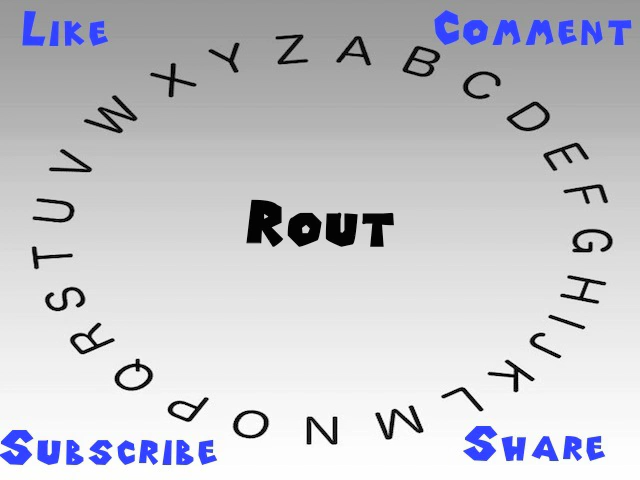 Like
Comment
A B C D E F G H I J K L M N O P Q R S T U V W X Y Z
Rout
Subscribe
Share